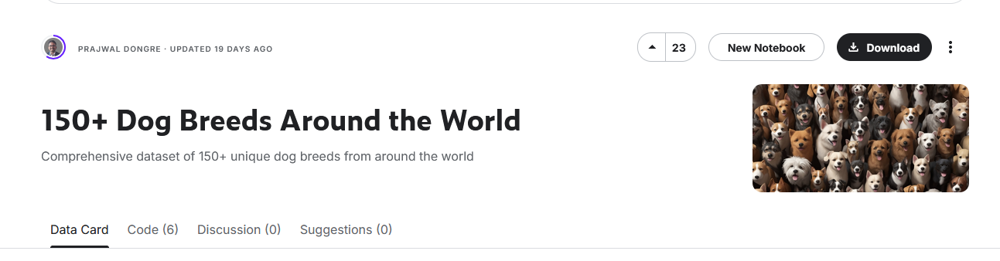 PRAJWAL DONGRE · UPDATED 19 DAYS AGO
23
New Notebook
Download
150+ Dog Breeds Around the World
Comprehensive dataset of 150+ unique dog breeds from around the world
Data Card
Code (6)
Discussion (0)
Suggestions (0)